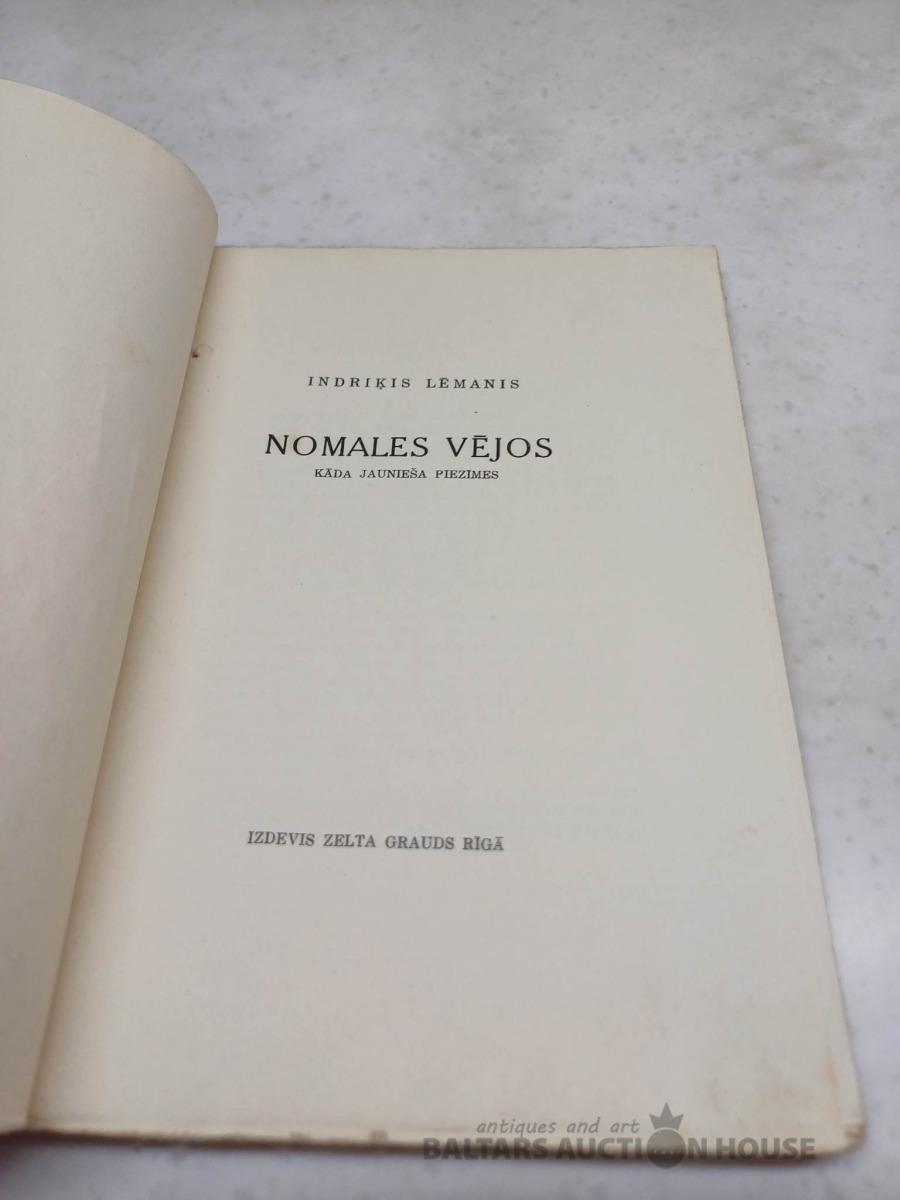 INDRIĶIS LĒMANIS
NOMALES VĒJOS
KĀDA JAUNIEŠA PIEZĪMES
IZDEVIS ZELTA GRAUDS RĪGĀ
antiques and art
BALTARS AUCTION HOUSE